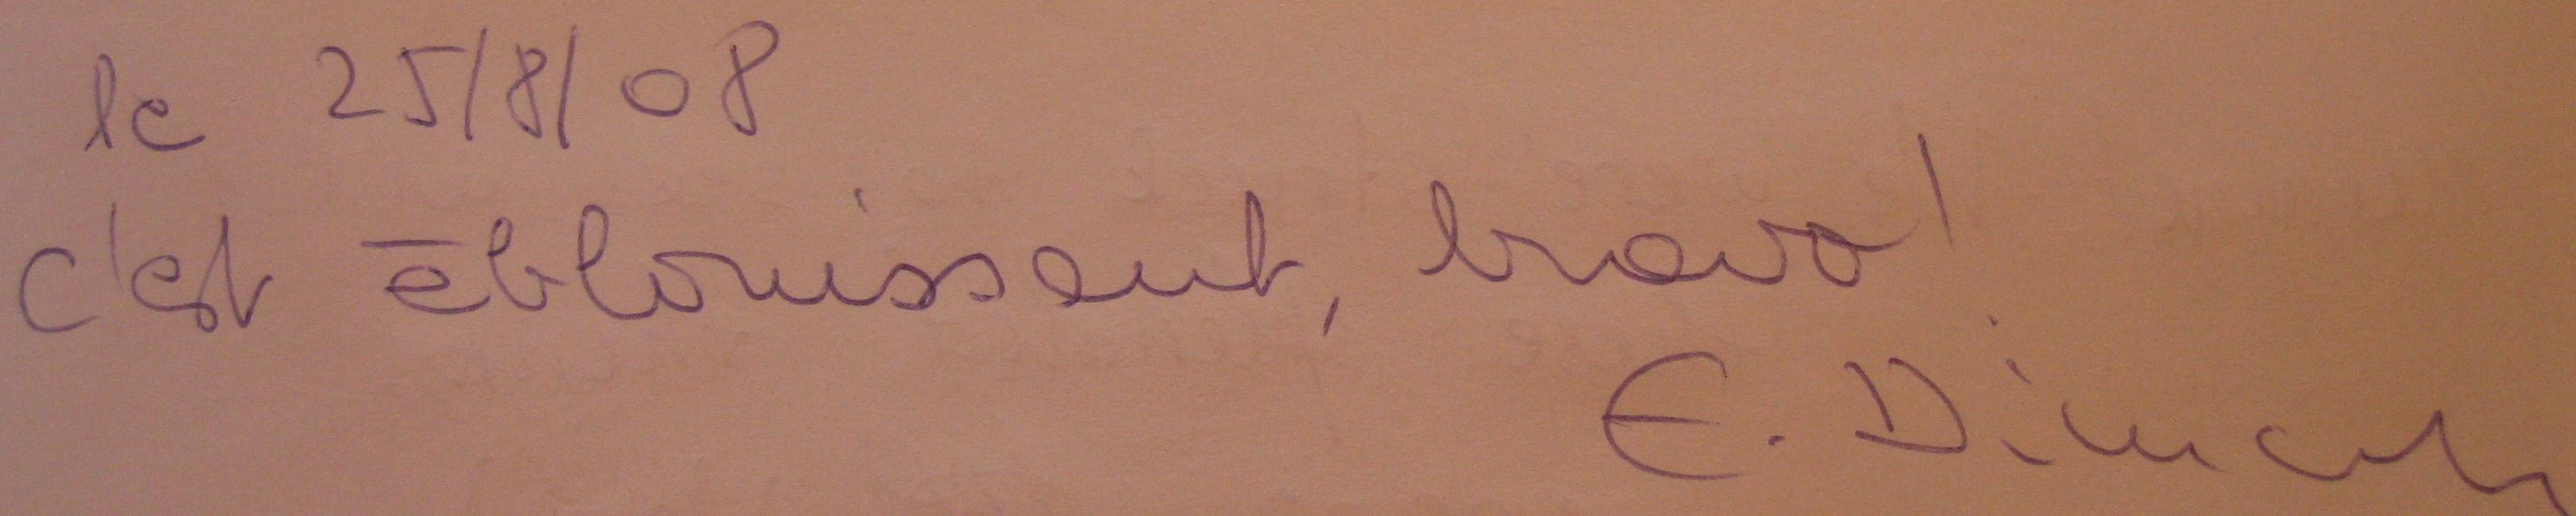 le 25/8/08
c'est éblouissant, bravo!
E.